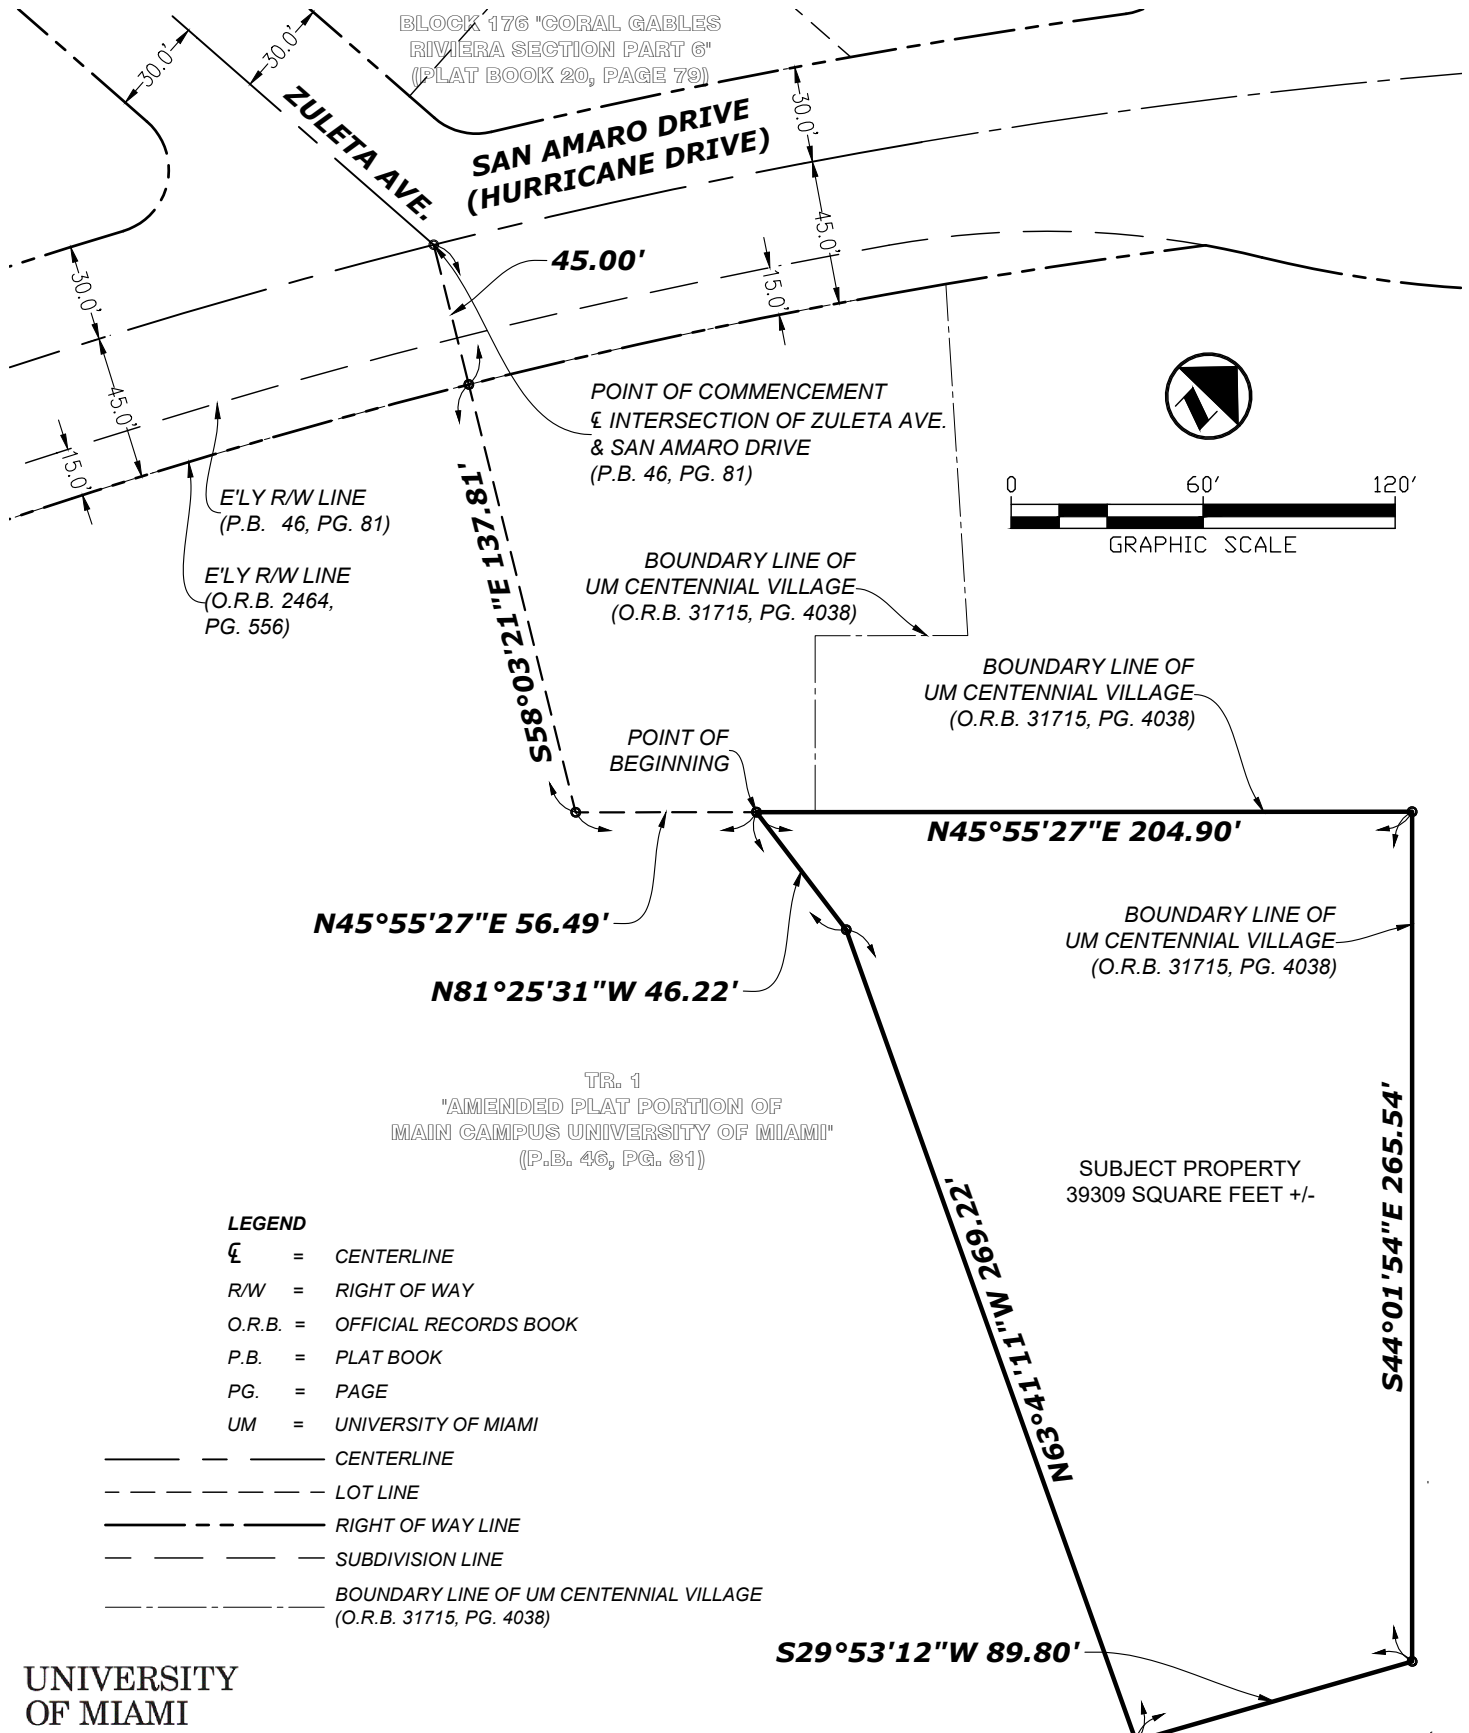 BLOCK 176 "CORAL GABLES
RIVIERA SECTION PART 6"
(PLAT BOOK 20, PAGE 79)
30.0'
30.0'
ZULETA AVE.
SAN AMARO DRIVE
(HURRICANE DRIVE)
30.0'
45.0'
15.0'
45.00'
30.0'
45.0'
15.0'
POINT OF COMMENCEMENT
℄ INTERSECTION OF ZULETA AVE.
& SAN AMARO DRIVE
(P.B. 46, PG. 81)
E'LY R/W LINE
(P.B. 46, PG. 81)
E'LY R/W LINE
(O.R.B. 2464,
PG. 556)
0 60' 120'
GRAPHIC SCALE
S58°03'21"E 137.81'
BOUNDARY LINE OF
UM CENTENNIAL VILLAGE
(O.R.B. 31715, PG. 4038)
BOUNDARY LINE OF
UM CENTENNIAL VILLAGE
(O.R.B. 31715, PG. 4038)
POINT OF
BEGINNING
N45°55'27"E 204.90'
N45°55'27"E 56.49'
N81°25'31"W 46.22'
BOUNDARY LINE OF
UM CENTENNIAL VILLAGE
(O.R.B. 31715, PG. 4038)
TR. 1
"AMENDED PLAT PORTION OF
MAIN CAMPUS UNIVERSITY OF MIAMI"
(P.B. 46, PG. 81)
SUBJECT PROPERTY
39309 SQUARE FEET +/-
S44°01'54"E 265.54'
N63°41'11"W 269.22'
LEGEND
℄ = CENTERLINE
R/W = RIGHT OF WAY
O.R.B. = OFFICIAL RECORDS BOOK
P.B. = PLAT BOOK
PG. = PAGE
UM = UNIVERSITY OF MIAMI
CENTERLINE
LOT LINE
RIGHT OF WAY LINE
SUBDIVISION LINE
BOUNDARY LINE OF UM CENTENNIAL VILLAGE
(O.R.B. 31715, PG. 4038)
S29°53'12"W 89.80'
UNIVERSITY
OF MIAMI